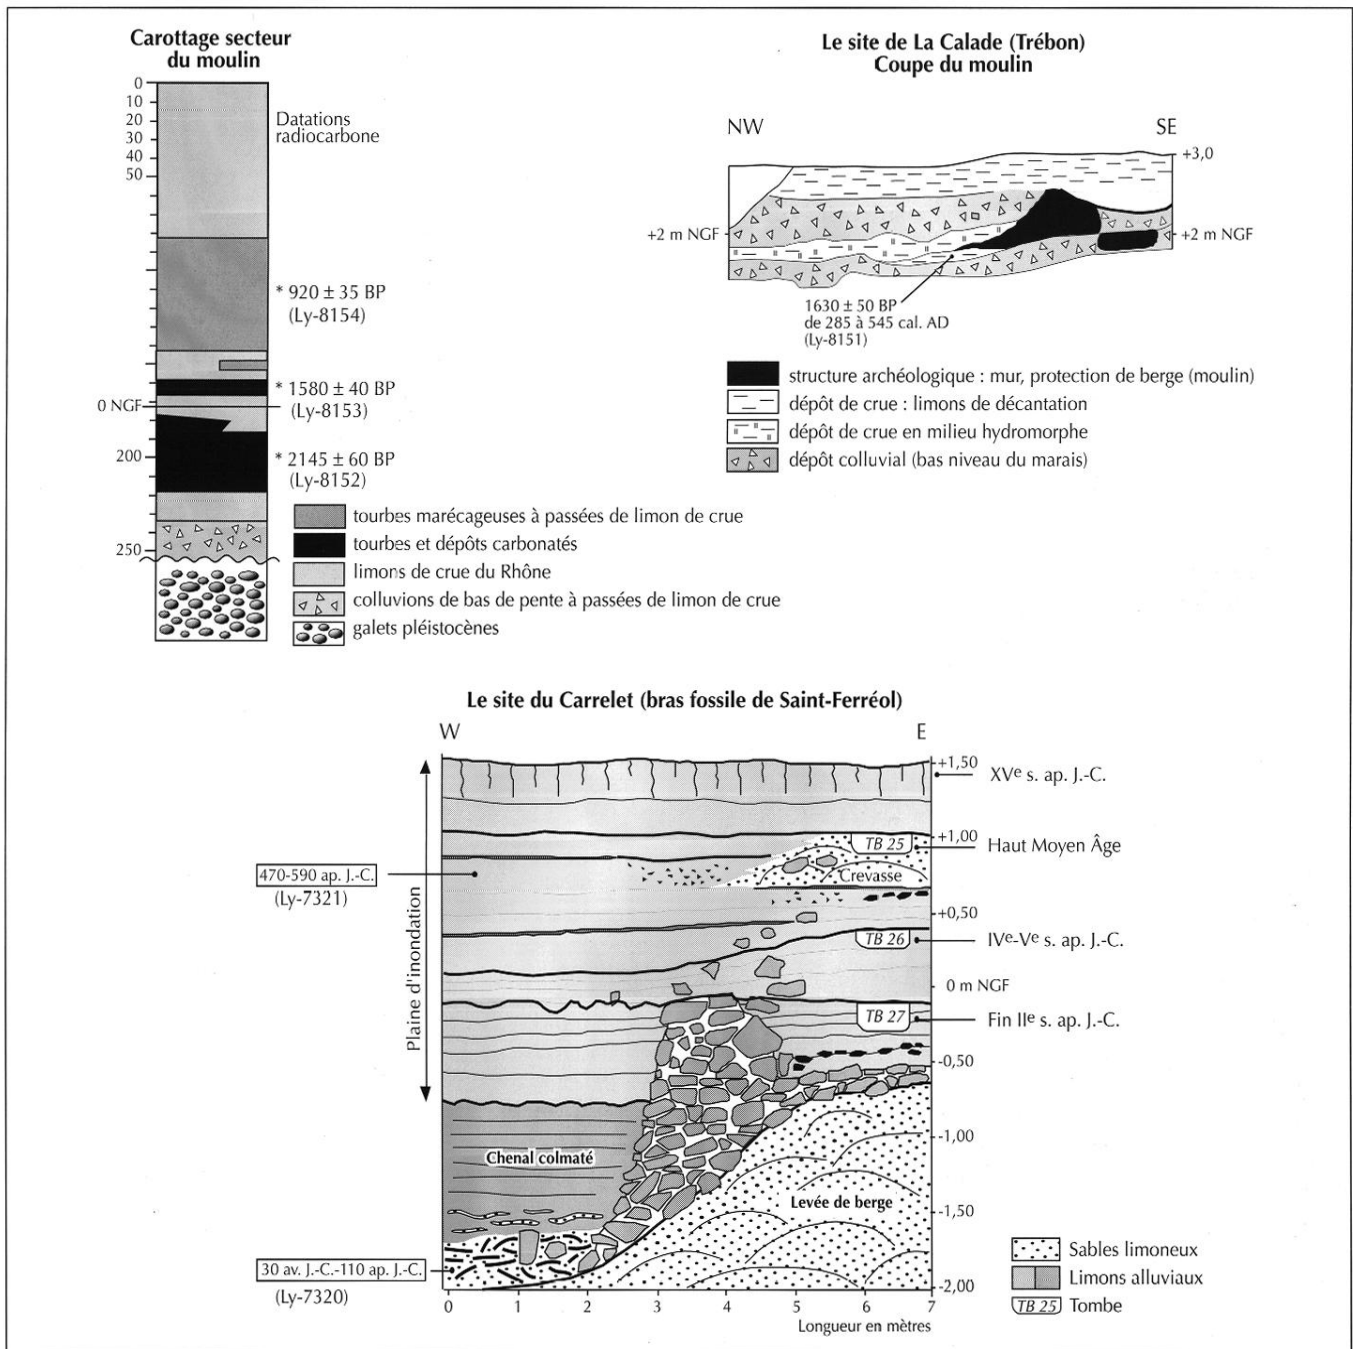 Carottage secteur
du moulin
0
10
20
30
40
50
Datations
radiocarbone
* 920 ± 35 BP
(Ly-8154)
* 1580 ± 40 BP
(Ly-8153)
0 NGF
200
* 2145 ± 60 BP
(Ly-8152)
250
tourbes marécageuses à passées de limon de crue
tourbes et dépôts carbonatés
limons de crue du Rhône
colluvions de bas de pente à passées de limon de crue
galets pléistocènes
Le site de La Calade (Trébon)
Coupe du moulin
NW
SE
+3,0
+2 m NGF
+2 m NGF
1630 ± 50 BP
de 285 à 545 cal. AD
(Ly-8151)
structure archéologique : mur, protection de berge (moulin)
dépôt de crue : limons de décantation
dépôt de crue en milieu hydromorphe
dépôt colluvial (bas niveau du marais)
Le site du Carrelet (bras fossile de Saint-Ferréol)
W
E
+1,50
XVe s. ap. J.-C.
+1,00
TB 25
Haut Moyen Âge
Crevasse
470-590 ap. J.-C.
(Ly-7321)
+0,50
TB 26
IVe-Ve s. ap. J.-C.
Plaine d'inondation
0 m NGF
TB 27
Fin IIe s. ap. J.-C.
-0,50
-1,00
Chenal colmaté
Levée de berge
-1,50
30 av. J.-C.-110 ap. J.-C.
(Ly-7320)
-2,00
0 1 2 3 4 5 6 7
Longueur en mètres
Sables limoneux
Limons alluviaux
TB 25 Tombe